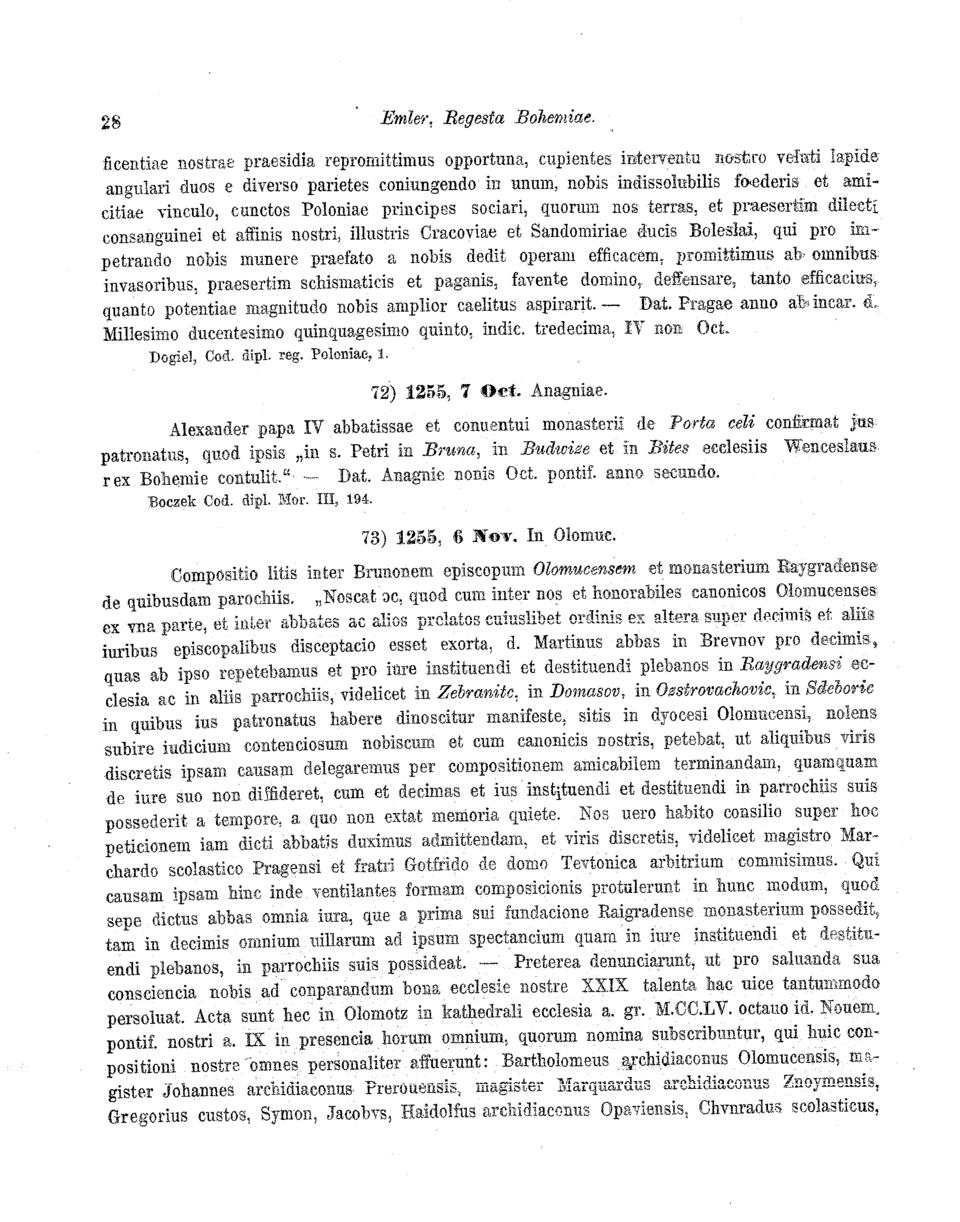 28
Emler, Regesta Bohemiae.
ficentiae nostrae praesidia repromittimus opportuna, cupientes interventu nostro veluti lapide
angulari duos e diverso parietes coniungendo in unum, nobis indissolubilis foederis et ami-
citiae vinculo, cunctos Poloniae principes sociari, quorum nos terras, et praesertim dilecti
consanguinei et affinis nostri, illustris Cracoviae et Sandomiriae ducis Boleslai, qui pro im-
petrando nobis munere praefato a nobis dedit operam efficacem, promittimus ab omnibus
invasoribus, praesertim schismaticis et paganis, favente domino, deffensare, tanto efficacius,
quanto potentiae magnitudo nobis amplior caelitus aspirarit. — Dat. Pragae anno ab incar. d.
Millesimo ducentesimo quinquagesimo quinto, indic. tredecima, IV non Oct.
Dogiel, Cod. dipl. reg. Poloniae, 1.
72) 1255, 7 Oct. Anagniae.
Alexander papa IV abbatissae et conuentui monasterii de Porta celi confirmat jus
patronatus, quod ipsis „in s. Petri in Bruna, in Budwize et in Bites ecclesiis Wenceslaus
rex Bohemie contulit.“ — Dat. Anagnie nonis Oct. pontif. anno secundo.
Boczek Cod. dipl. Mor. III, 194.
73) 1255, 6 Nov. In Olomuc.
Compositio litis inter Brunonem episcopum Olomucensem et monasterium Raygradense
de quibusdam parochiis. „Noscat oc, quod cum inter nos et honorabiles canonicos Olomucenses
ex vna parte, et inter abbates ac alios prelatos cuiuslibet ordinis ex altera super decimis et aliis
iuribus episcopalibus disceptacio esset exorta, d. Martinus abbas in Brevnov pro decimis,
quas ab ipso repetebamus et pro iure instituendi et destituendi plebanos in Raygradensi ec-
clesia ac in aliis parrochiis, videlicet in Zebranitc, in Domasov, in Ozstrovachovic, in Sdeboric
in quibus ius patronatus habere dinoscitur manifeste, sitis in dyocesi Olomucensi, nolens
subire iudicium contenciosum nobiscum et cum canonicis nostris, petebat, ut aliquibus viris
discretis ipsam causam delegaremus per compositionem amicabilem terminandam, quamquam
de iure suo non diffideret, cum et decimas et ius instituendi et destituendi in parrochiis suis
possederit a tempore, a quo non extat memoria quiete. Nos uero habito consilio super hoc
peticionem iam dicti abbatis duximus admittendam, et viris discretis, videlicet magistro Mar-
chardo scolastico Pragensi et fratri Gotfrido de domo Tevtonica arbitrium commisimus. Qui
causam ipsam hinc inde ventilantes formam composicionis protulerunt in hunc modum, quod
sepe dictus abbas omnia iura, que a prima sui fundacione Raigradense monasterium possedit,
tam in decimis omnium uillarum ad ipsum spectancium quam in iure instituendi et destitu-
endi plebanos, in parrochiis suis possideat. — Preterea denunciarunt, ut pro saluanda sua
consciencia nobis ad conparandum bona ecclesie nostre XXIX talenta hac uice tantummodo
persoluat. Acta sunt hec in Olomotz in kathedrali ecclesia a. gr. M.CC.LV. octauo id. Nouem.
pontif. nostri a. IX in presencia horum omnium, quorum nomina subscribuntur, qui huic con-
positioni nostre omnes personaliter affuerunt: Bartholomeus archidiaconus Olomucensis, ma-
gister Johannes archidiaconus Prerouensis, magister Marquardus archidiaconus Znoymensis,
Gregorius custos, Symon, Jacobvs, Haidolfus archidiaconus Opaviensis, Chvnradus scolasticus,